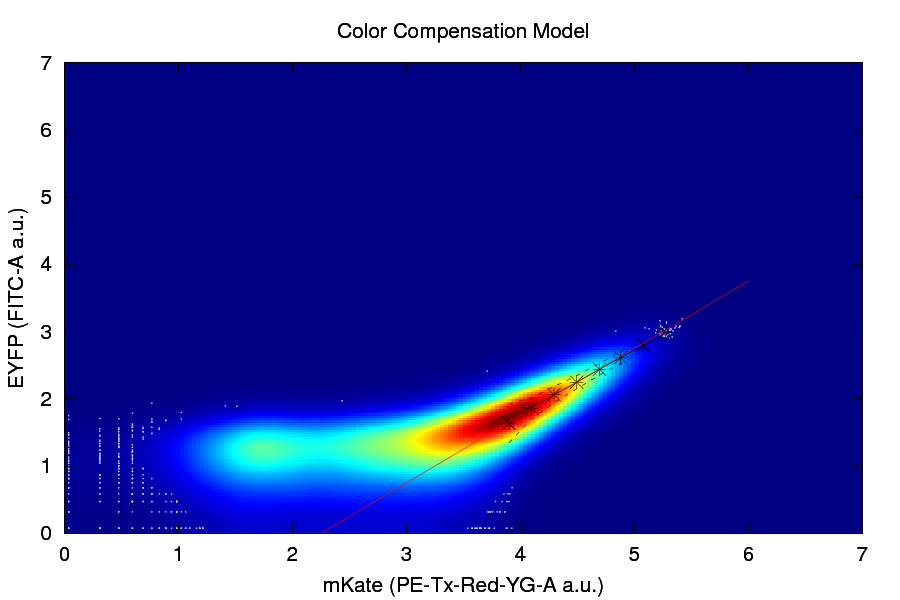 Color Compensation Model
7
6
5
4
3
2
1
0
EYFP (FITC-A a.u.)
0 1 2 3 4 5 6 7
mKate (PE-Tx-Red-YG-A a.u.)